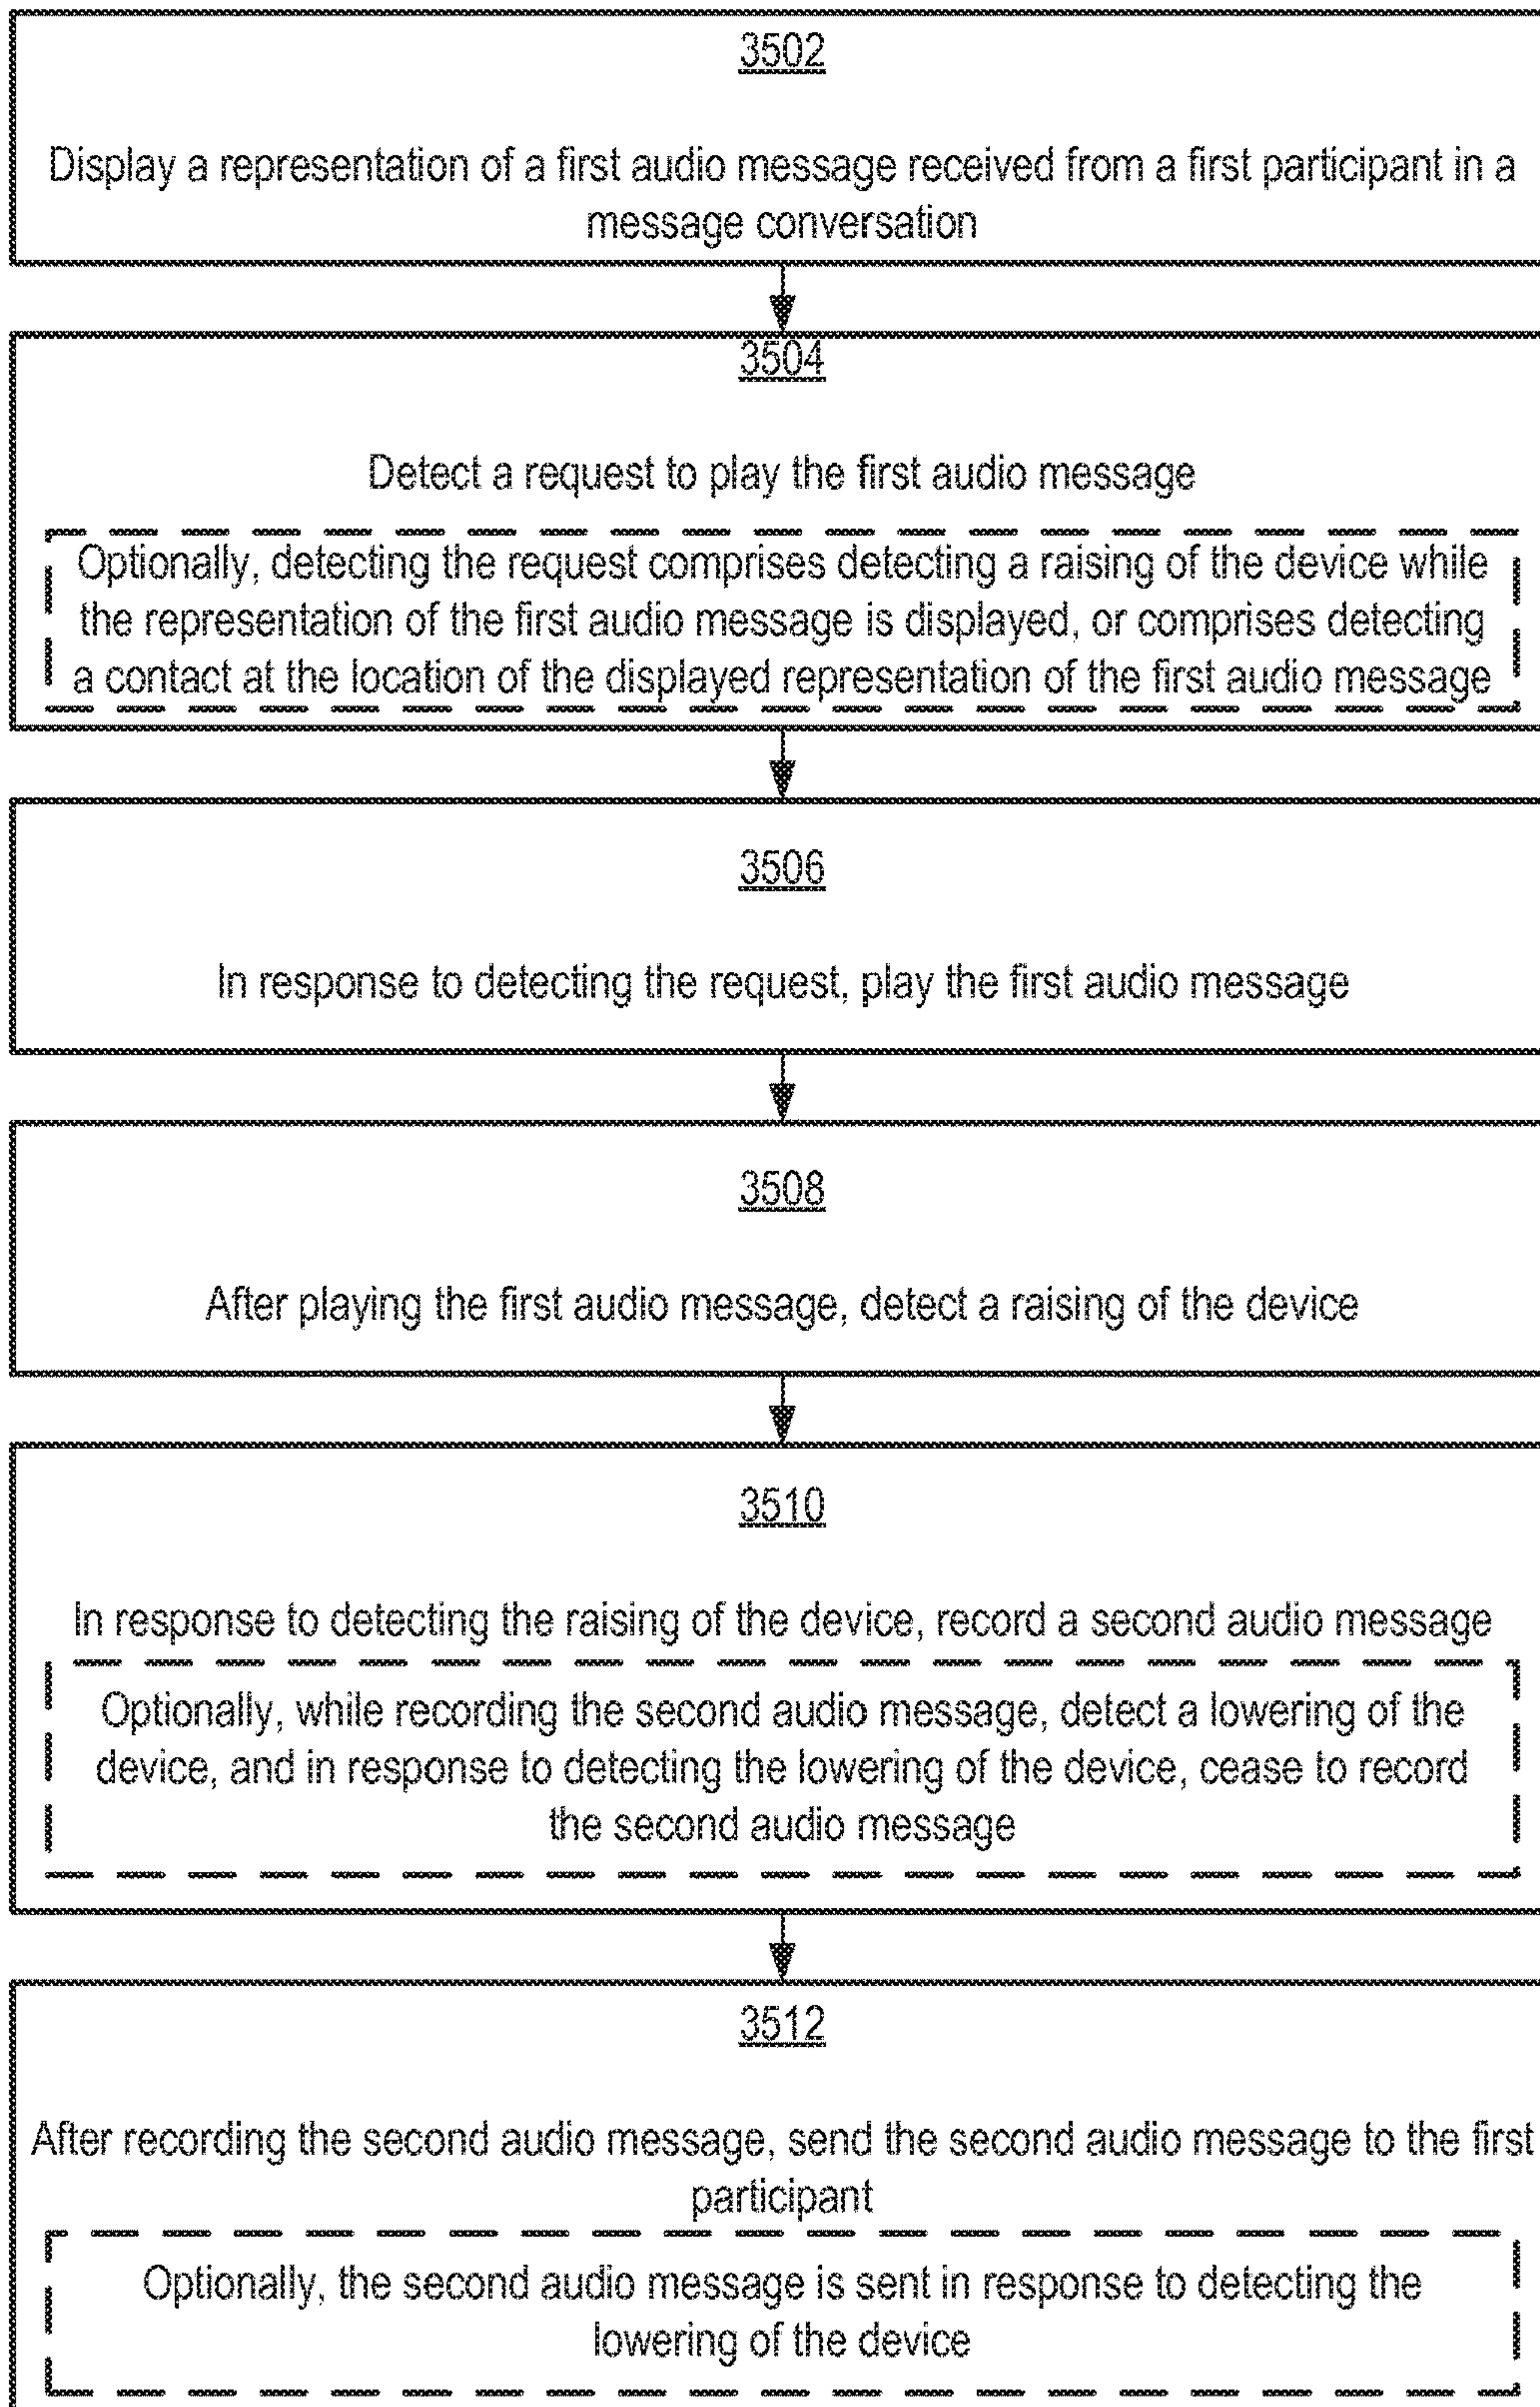 3502
Display a representation of a first audio message received from a first participant in a
message conversation
3504
Detect a request to play the first audio message
Optionally, detecting the request comprises detecting a raising of the device while
the representation of the first audio message is displayed, or comprises detecting
a contact at the location of the displayed representation of the first audio message
3506
In response to detecting the request, play the first audio message
3508
After playing the first audio message, detect a raising of the device
3510
In response to detecting the raising of the device, record a second audio message
Optionally, while recording the second audio message, detect a lowering of the
device, and in response to detecting the lowering of the device, cease to record
the second audio message
3512
After recording the second audio message, send the second audio message to the first
participant
Optionally, the second audio message is sent in response to detecting the
lowering of the device